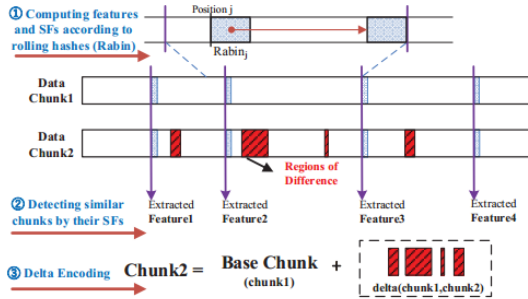 ① Computing features
and SFs according to
rolling hashes (Rabin)
Position j
Rabinj
Data
Chunk1
Data
Chunk2
Regions of
Difference
② Detecting similar
chunks by their SFs
Extracted
Feature1
Extracted
Feature2
Extracted
Feature3
Extracted
Feature4
③ Delta Encoding
Chunk2 = Base Chunk +
(chunk1)
delta(chunk1,chunk2)